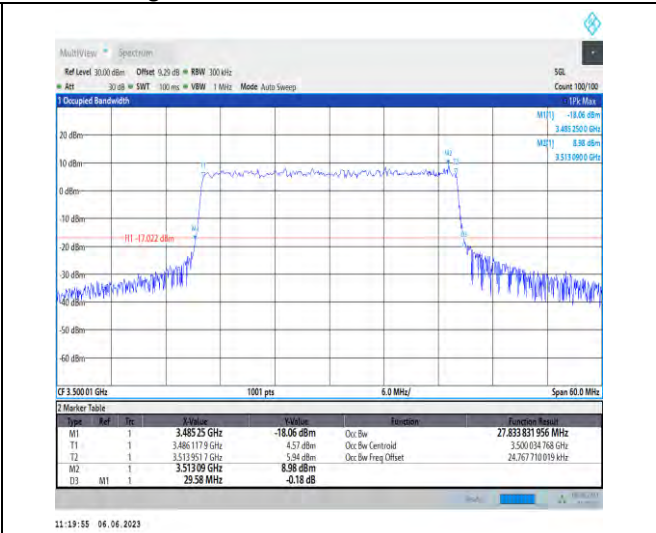 MultiView Spectrum
Ref Level 30.00 dBm Offset 9.29 dB RBW 300 kHz SGL
Att 30 dB SWT 100 ms VBW 1 MHz Mode Auto Sweep Count 100/100
1 Occupied Bandwidth 1Pk Max
M1[1] -18.06 dBm
3.485 2500 GHz
20 dBm
M2[1] 8.98 dBm
3.513 0900 GHz
M2
T1
T2
10 dBm
0 dBm
-10 dBm
M1
H1 -17.022 dBm
D3
-20 dBm
-30 dBm
-50 dBm
-60 dBm
CF 3.500 01 GHz 1001 pts 6.0 MHz/ Span 60.0 MHz
2 Marker Table
Type Ref Trc X-Value Y-Value Function Function Result
M1 1 3.485 25 GHz -18.06 dBm Occ Bw 27.833 831 956 MHz
T1 1 3.486 117 9 GHz 4.57 dBm Occ Bw Centroid 3.500 034 768 GHz
T2 1 3.513 951 7 GHz 5.94 dBm Occ Bw Freq Offset 24.767 710 019 kHz
M2 1 3.513 09 GHz 8.98 dBm
D3 M1 1 29.58 MHz -0.18 dB
11:19:55 06.06.2023